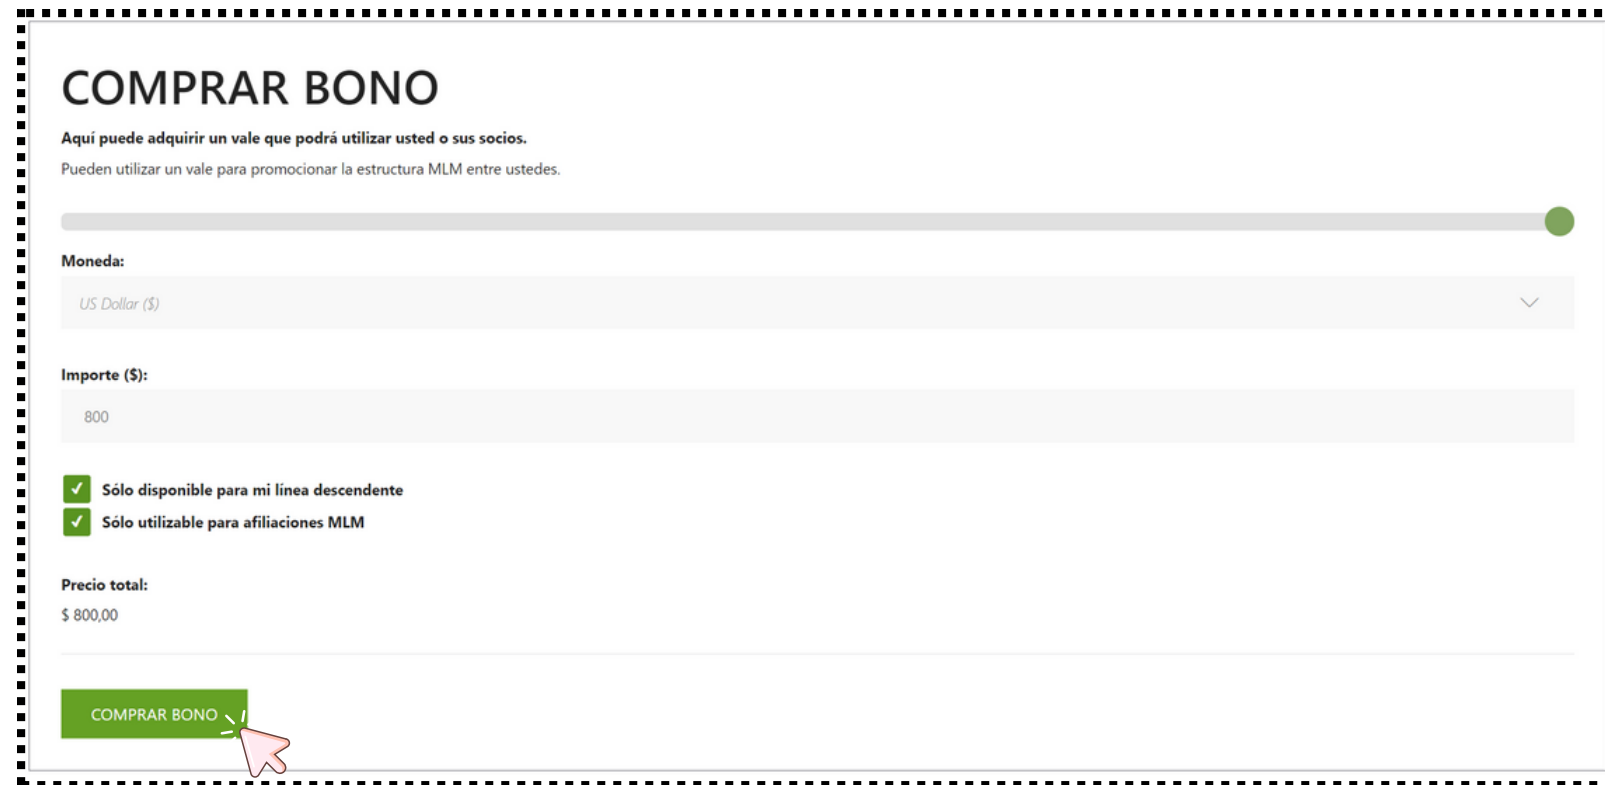 COMPRAR BONO
Aquí puede adquirir un vale que podrá utilizar usted o sus socios.
Pueden utilizar un vale para promocionar la estructura MLM entre ustedes.
Moneda:
US Dollar ($)
Importe ($):
800
Sólo disponible para mi línea descendente
Sólo utilizable para afiliaciones MLM
Precio total:
$ 800,00
COMPRAR BONO